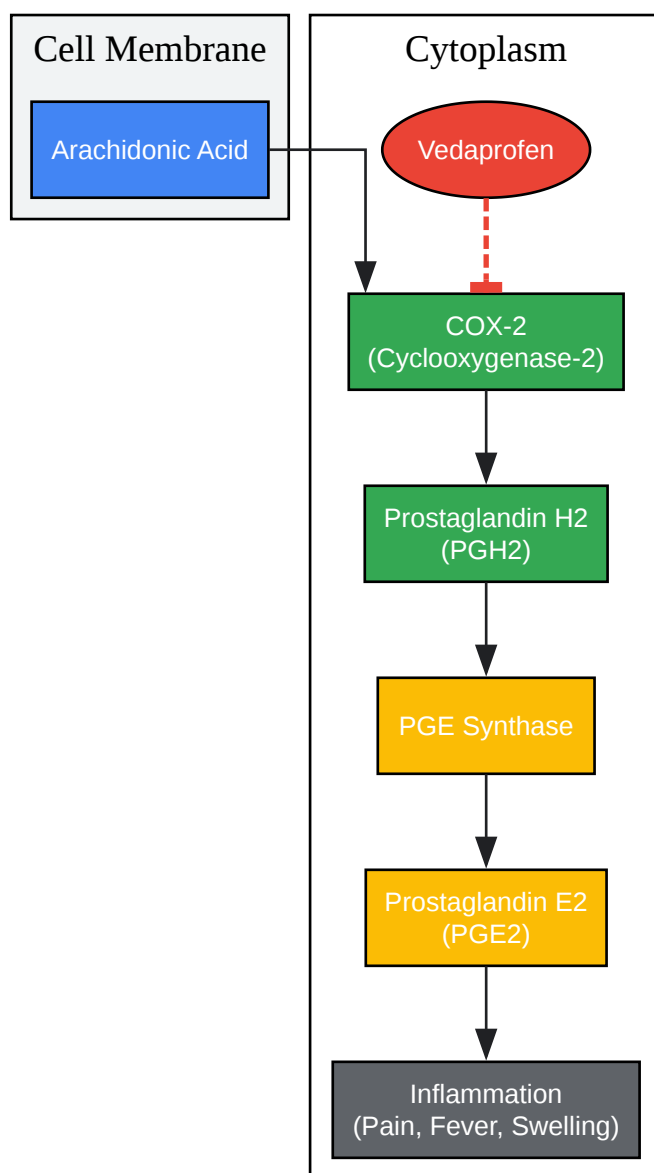 Cell Membrane
Cytoplasm
Arachidonic Acid
Vedaprofen
COX-2
(Cyclooxygenase-2)
Prostaglandin H2
(PGH2)
PGE Synthase
Prostaglandin E2
(PGE2)
Inflammation
(Pain, Fever, Swelling)